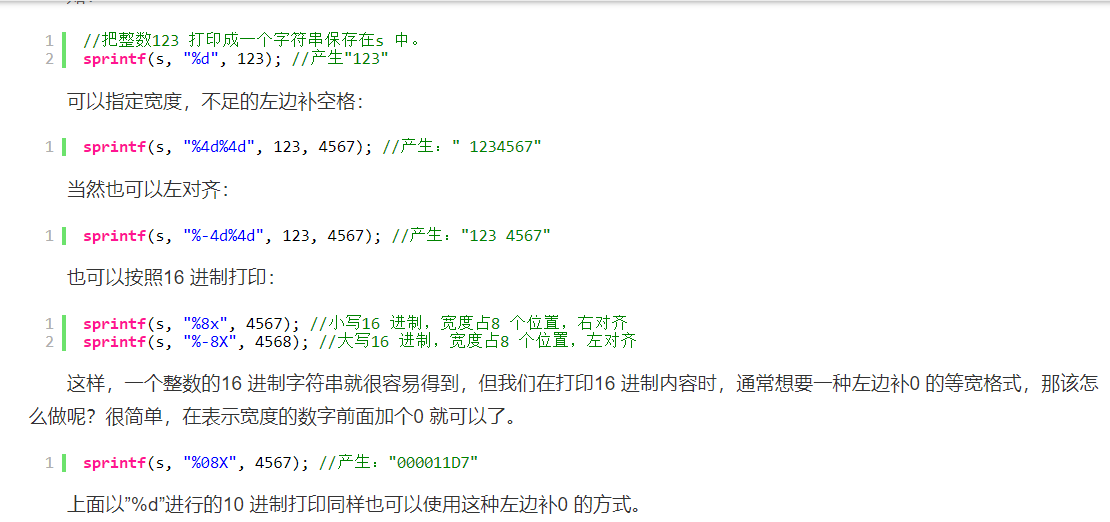 1 //把整数123 打印成一个字符串保存在s 中。
2 sprintf(s, "%d", 123); //产生"123"
可以指定宽度，不足的左边补空格：
1 sprintf(s, "%4d%4d", 123, 4567); //产生：" 1234567"
当然也可以左对齐：
1 sprintf(s, "%-4d%4d", 123, 4567); //产生："123 4567"
也可以按照16 进制打印：
1 sprintf(s, "%8x", 4567); //小写16 进制，宽度占8 个位置，右对齐
2 sprintf(s, "%-8X", 4568); //大写16 进制，宽度占8 个位置，左对齐
这样，一个整数的16 进制字符串就很容易得到，但我们在打印16 进制内容时，通常想要一种左边补0 的等宽格式，那该怎
么做呢？很简单，在表示宽度的数字前面加个0 就可以了。
1 sprintf(s, "%08X", 4567); //产生："000011D7"
上面以”%d”进行的10 进制打印同样也可以使用这种左边补0 的方式。